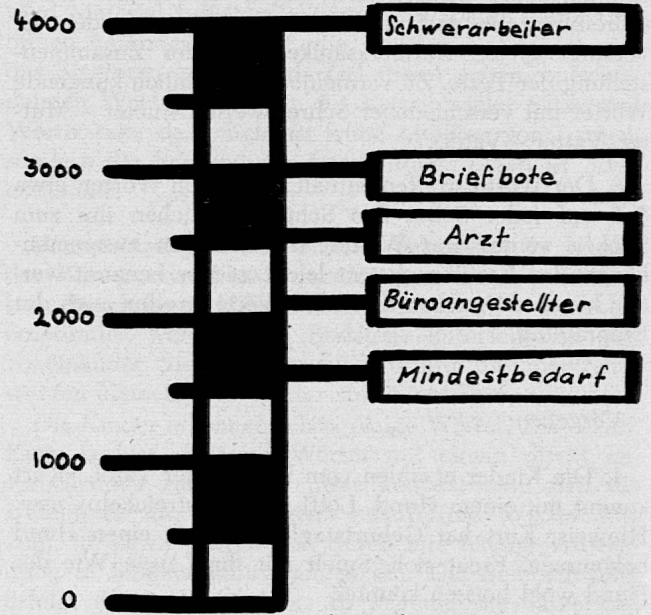 4000 Schwerarbeiter
3000 Briefbote
Arzt
Büroangestellter
2000
Mindestbedarf
1000
0